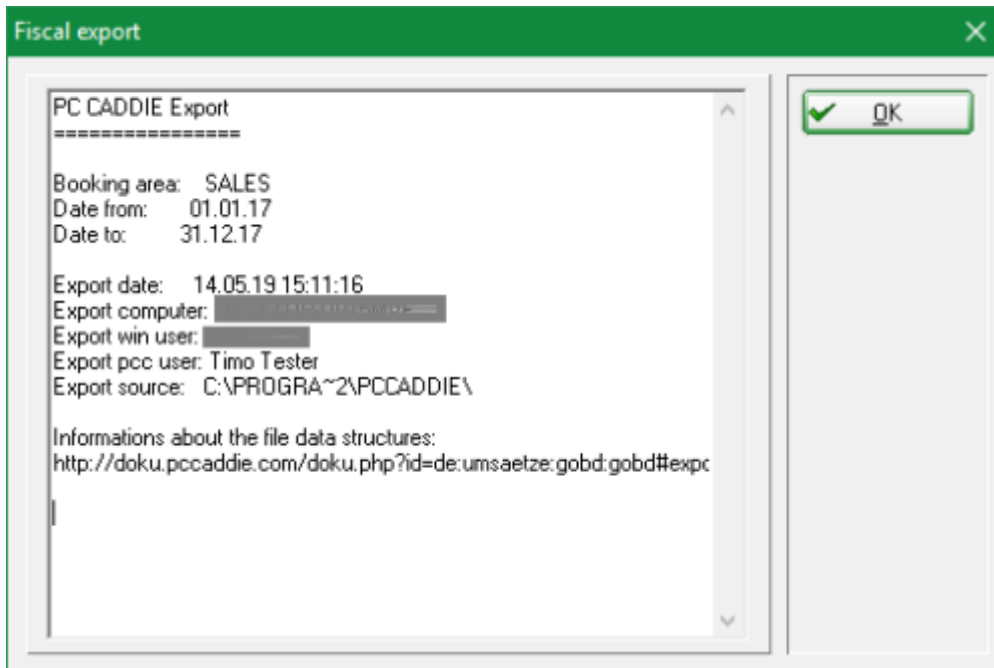 Fiscal export
PC CADDIE Export
================
Booking area: SALES
Date from: 01.01.17
Date to: 31.12.17
Export date: 14.05.19 15:11:16
Export computer:
Export win user:
Export pcc user: Timo Tester
Export source: C:\PROGRA~2\PCCADDIE\
Informations about the file data structures:
http://doku.pccaddie.com/doku.php?id=de:umsaetze:gobd:gobd#expo
OK